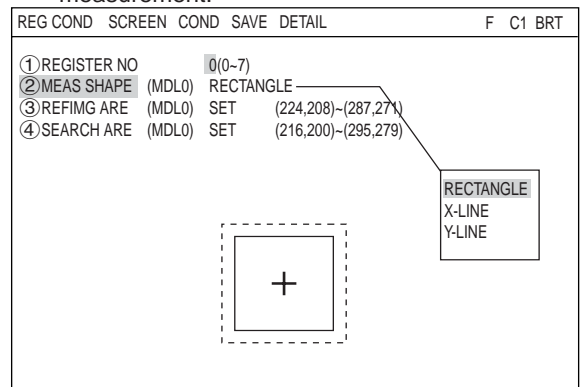 measurement.
REG COND SCREEN COND SAVE DETAIL F C1 BRT
①REGISTER NO 0(0~7)
②MEAS SHAPE (MDL0) RECTANGLE
③REFIMG ARE (MDL0) SET (224,208)~(287,271)
④SEARCH ARE (MDL0) SET (216,200)~(295,279)
RECTANGLE
X-LINE
Y-LINE